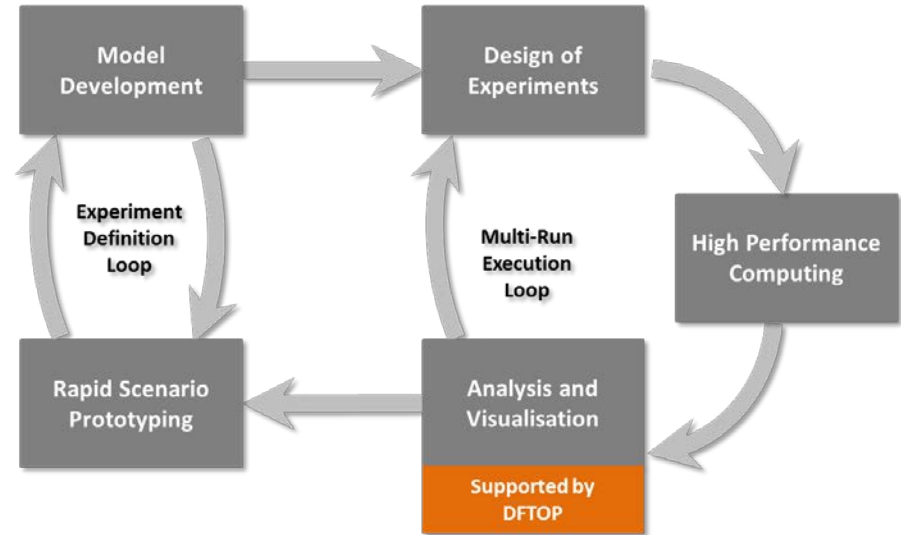 Model
Development
Design of
Experiments
Experiment
Definition
Loop
Multi-Run
Execution
Loop
High Performance
Computing
Rapid Scenario
Prototyping
Analysis and
Visualisation
Supported by
DFTOP